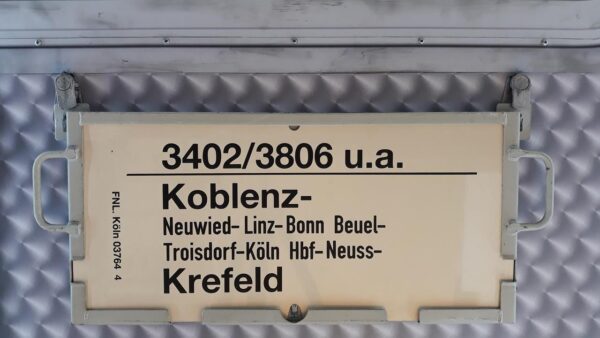 3402/3806 u.a.
Koblenz-
Neuwied-Linz-Bonn Beuel-
Troisdorf-Köln Hbf-Neuss-
Krefeld
FNL. Köln 03764 4